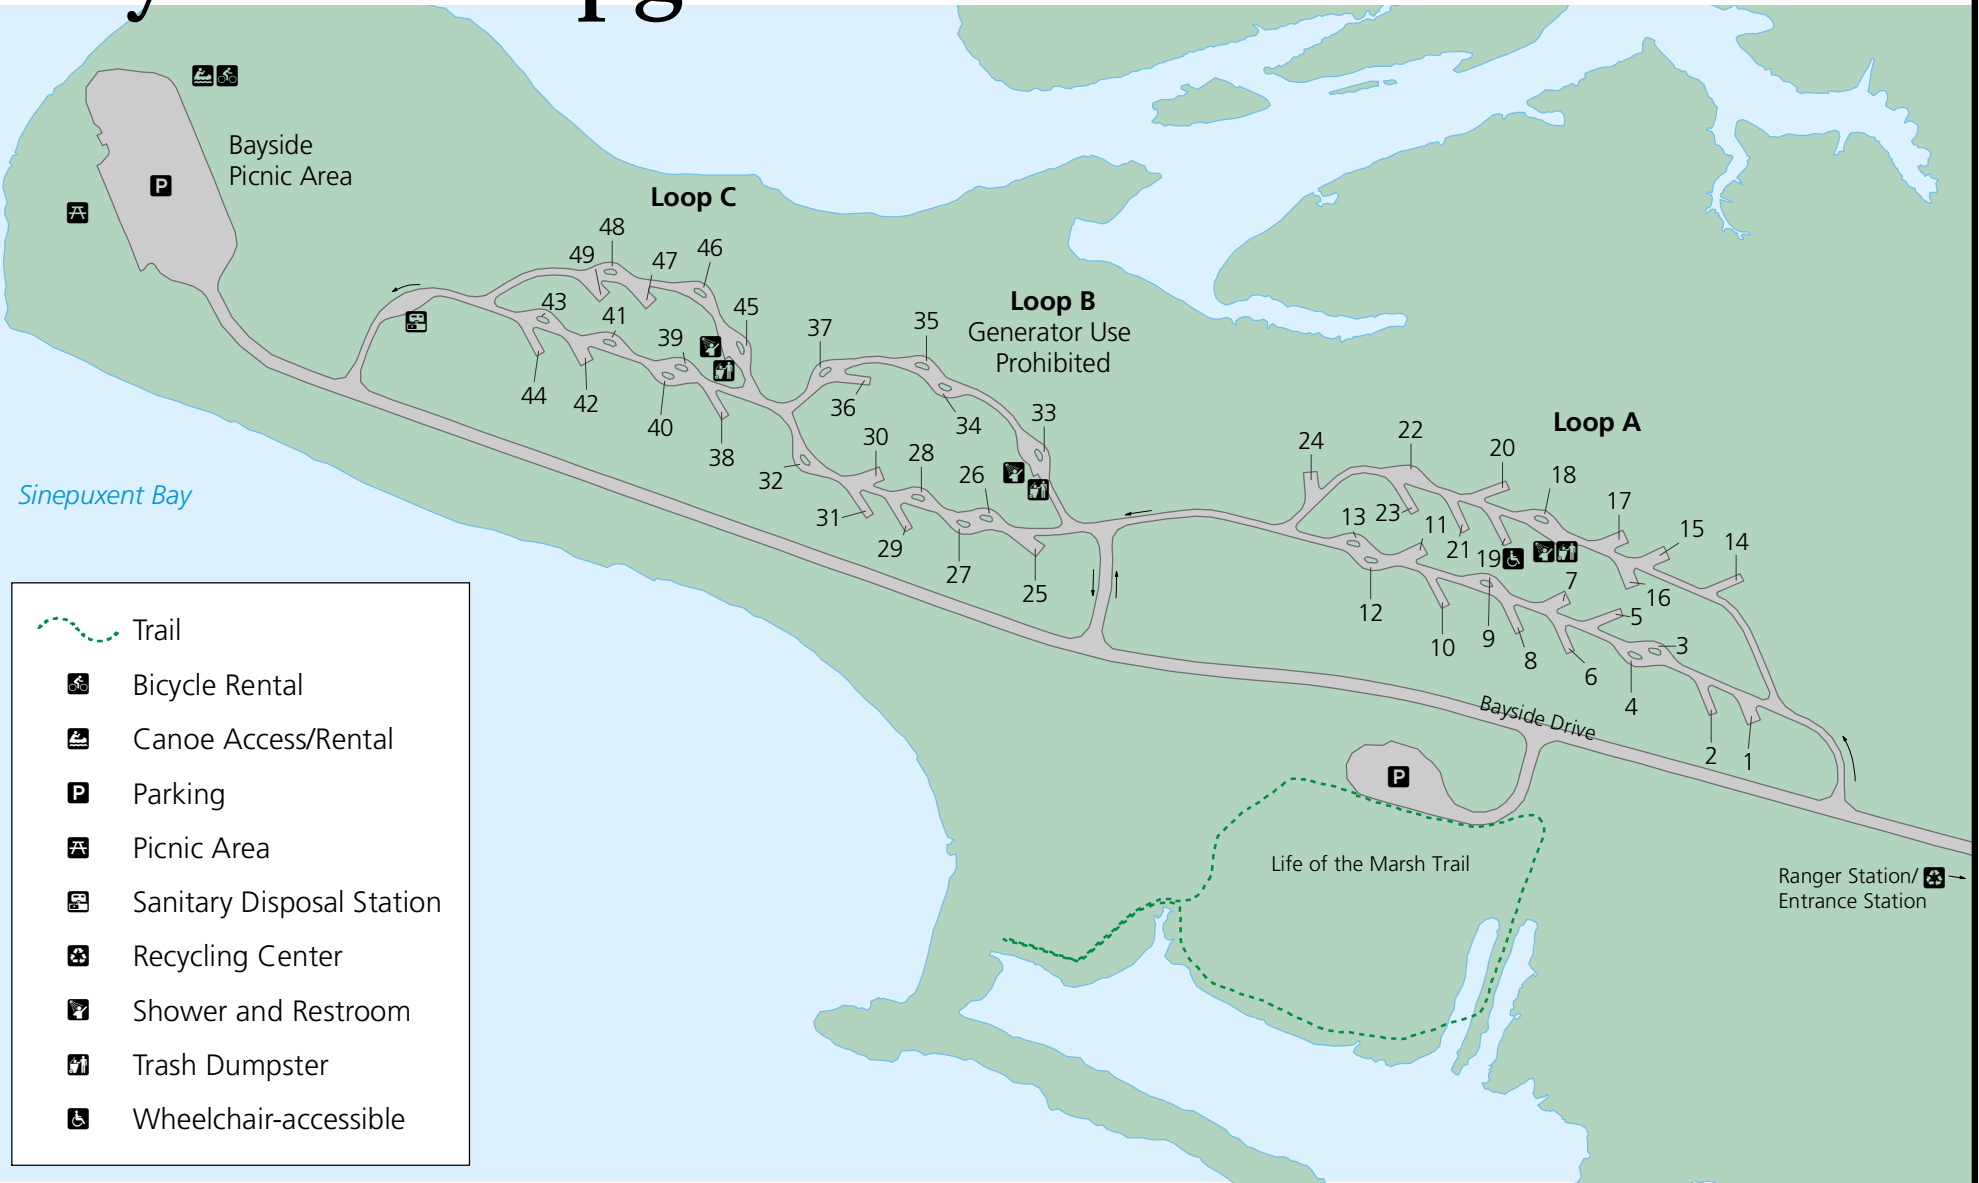 Bayside
Picnic Area
Loop C
48
49
47
46
43
41
39
45
44
42
40
38
37
35
Loop B
Generator Use
Prohibited
36
34
33
30
28
26
32
31
29
27
25
Loop A
24
22
20
18
17
15
14
13
23
11
21
19
7
16
5
3
12
10
9
8
6
4
2
1
Sinepuxent Bay
Bayside Drive
P
P
Life of the Marsh Trail
Ranger Station/
Entrance Station
Trail
Bicycle Rental
Canoe Access/Rental
P
Parking
Picnic Area
Sanitary Disposal Station
Recycling Center
Shower and Restroom
Trash Dumpster
Wheelchair-accessible